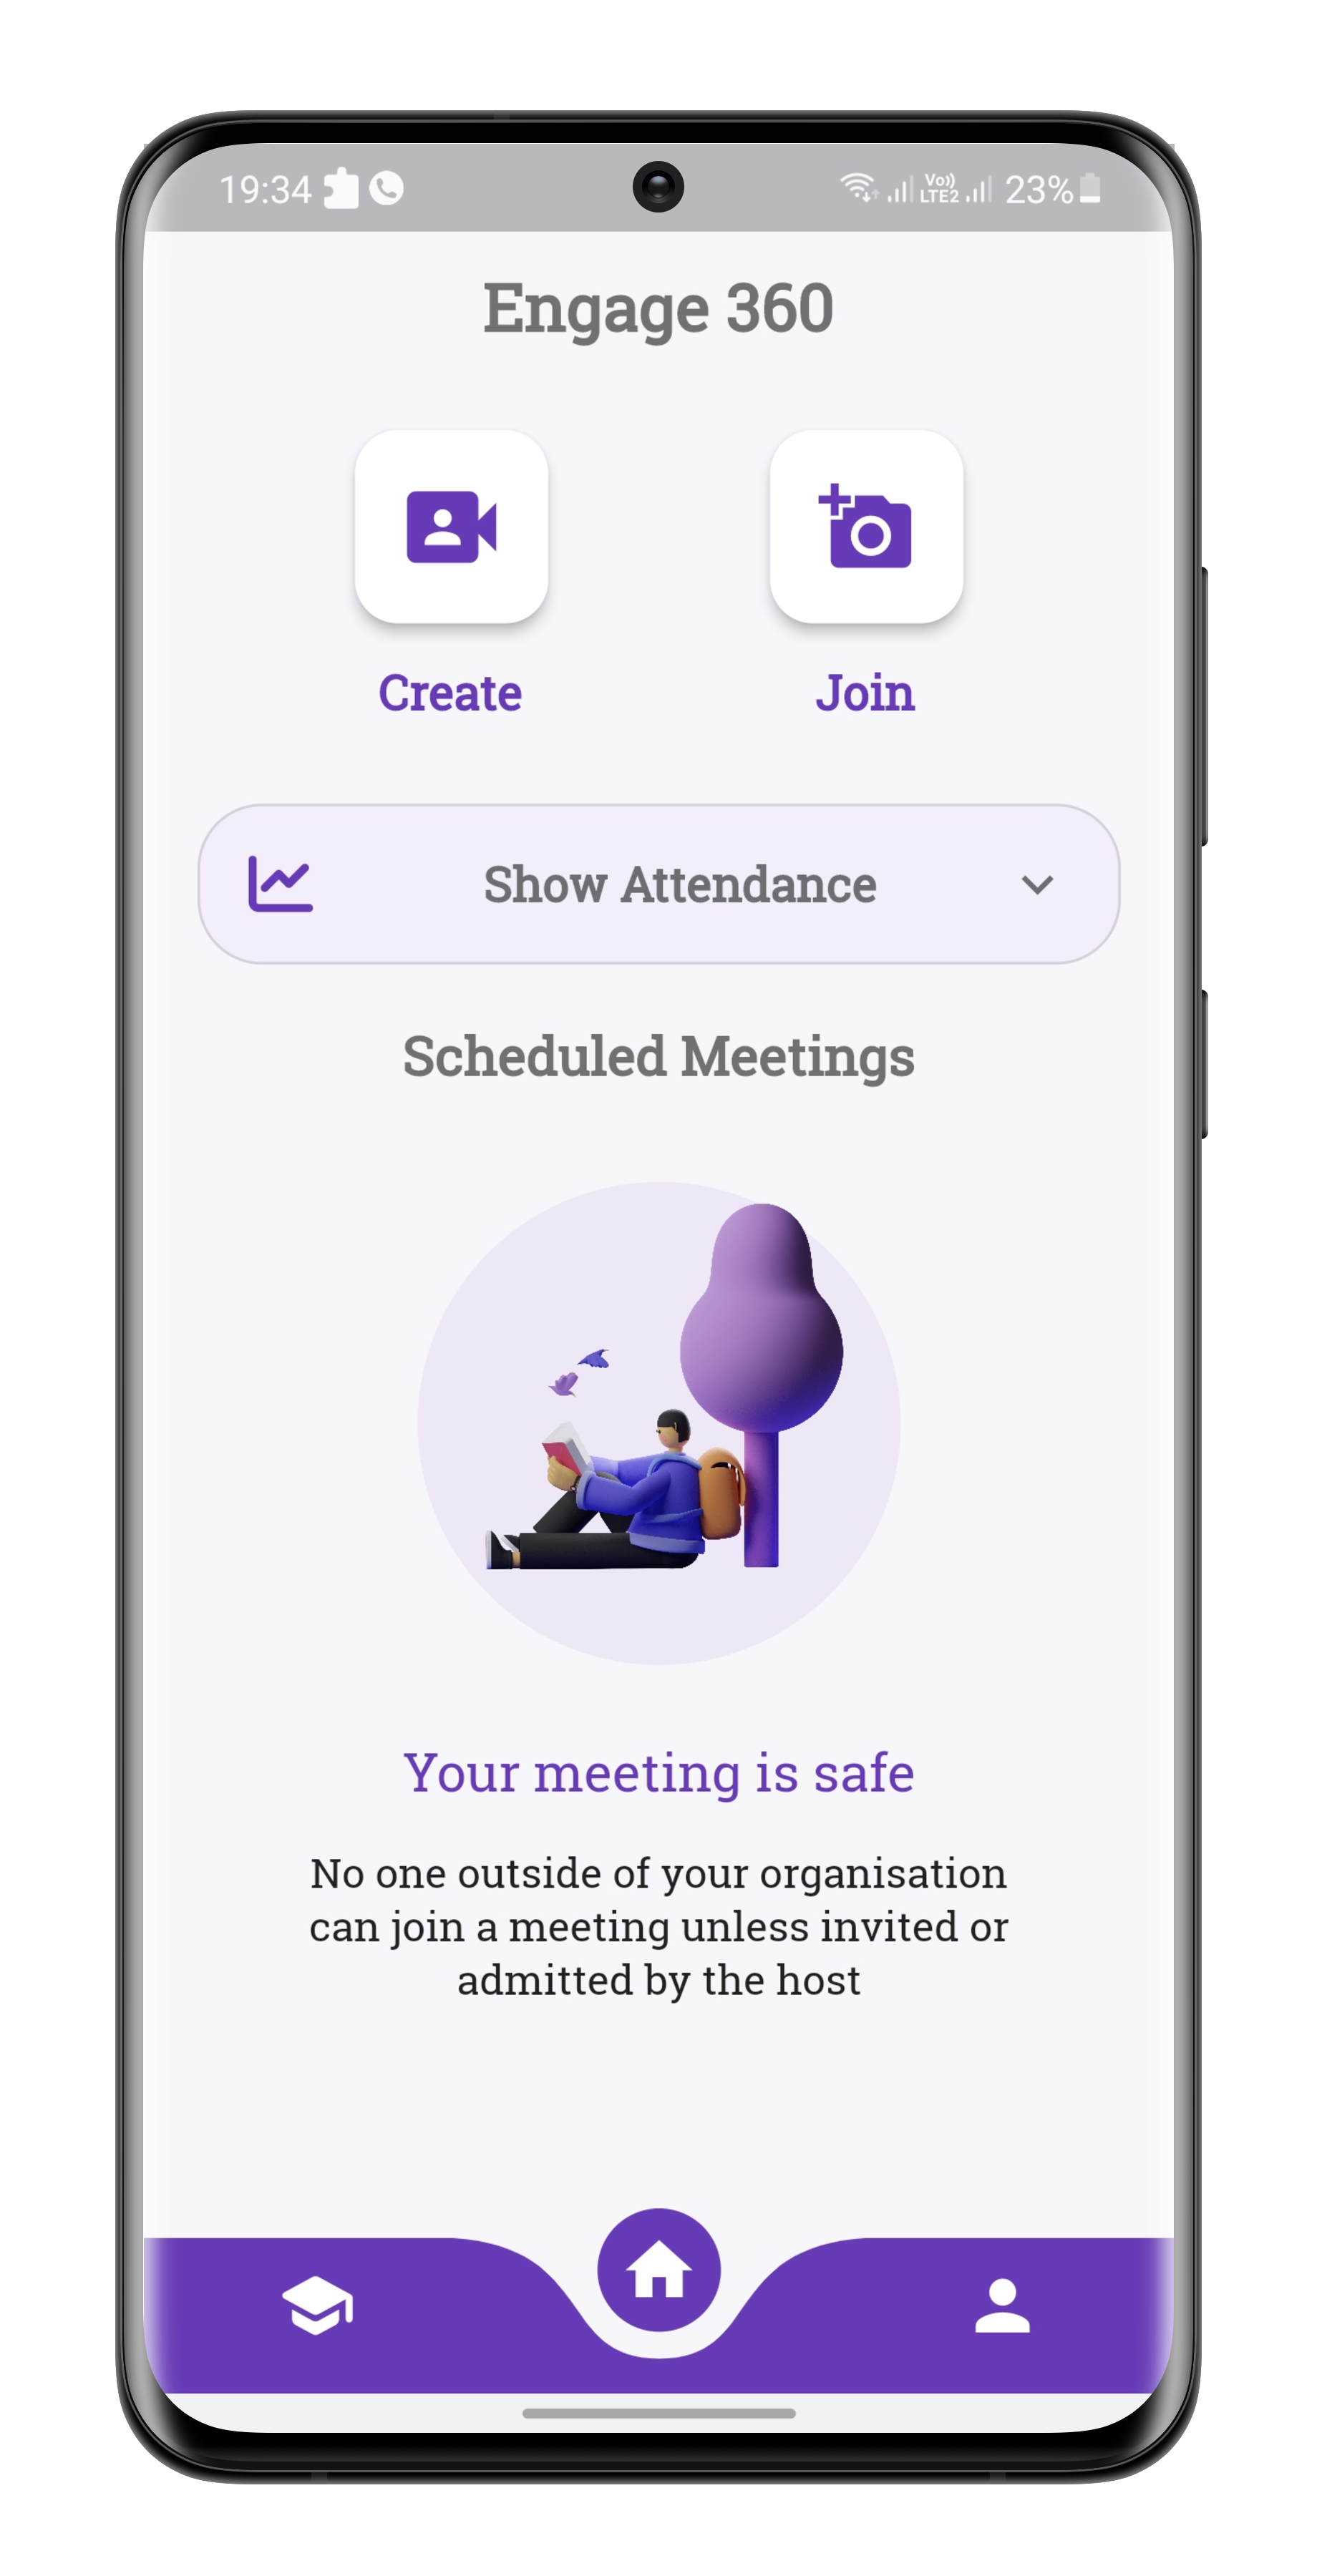 19:34 Vo)) LTE2 23%
Engage 360
Create Join
Show Attendance
Scheduled Meetings
Your meeting is safe
No one outside of your organisation
can join a meeting unless invited or
admitted by the host